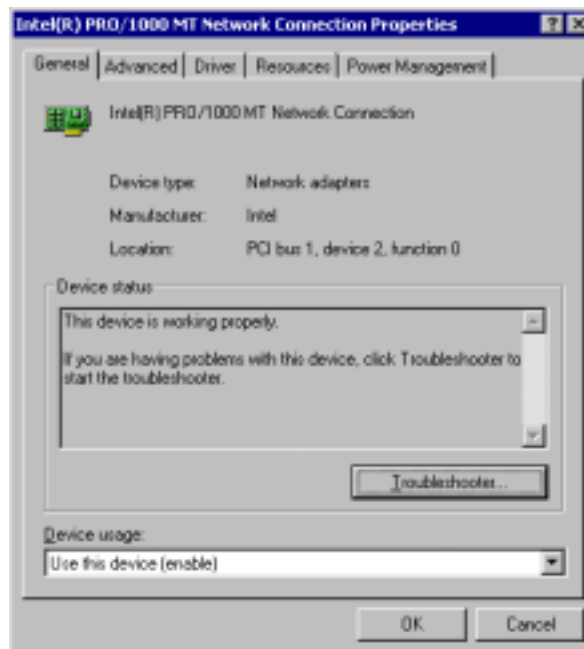 Intel(R) PRO/1000 MT Network Connection Properties
General Advanced Driver Resources Power Management
Intel(R) PRO/1000 MT Network Connection
Device type: Network adapters
Manufacturer: Intel
Location: PCI bus 1, device 2, function 0
Device status
This device is working properly.
If you are having problems with this device, click Troubleshooter to
start the troubleshooter.
Troubleshooter...
Device usage:
Use this device (enable)
OK Cancel